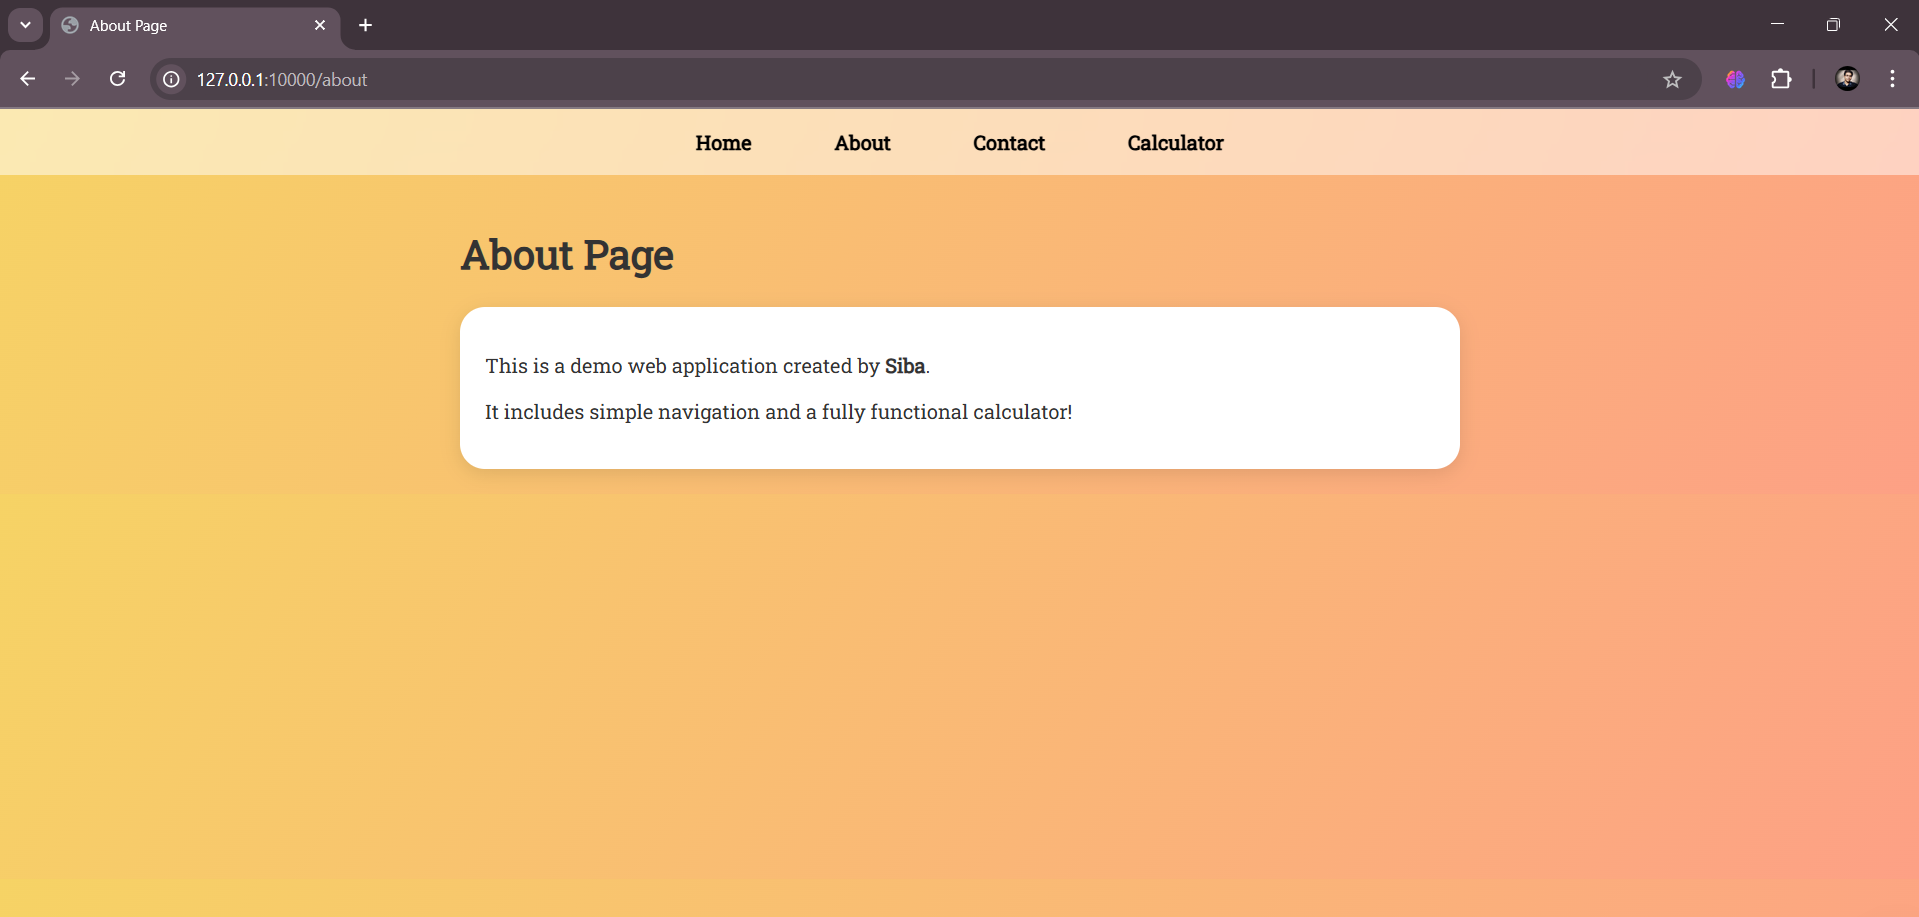 About Page
127.0.0.1:10000/about
Home About Contact Calculator
About Page
This is a demo web application created by Siba.
It includes simple navigation and a fully functional calculator!